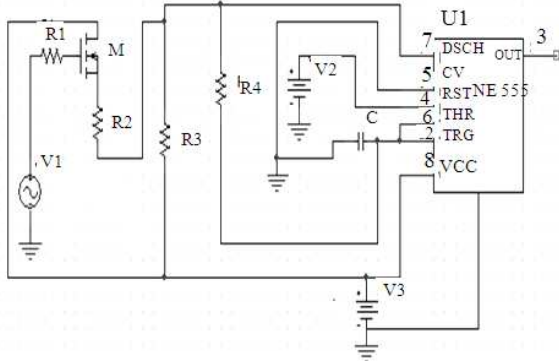 U1
R1
M
R2
V1
R3
R4
V2
C
7 DSCH
OUT 3
5 CV
RST NE 555
4
THR
6
2 TRG
8 VCC
V3